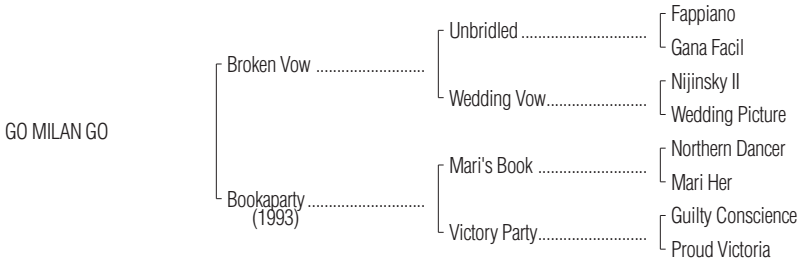 Fappiano
Unbridled
Gana Facil
Broken Vow
Nijinsky II
Wedding Vow
Wedding Picture
GO MILAN GO
Northern Dancer
Mari's Book
Mari Her
Bookaparty
(1993)
Guilty Conscience
Victory Party
Proud Victoria